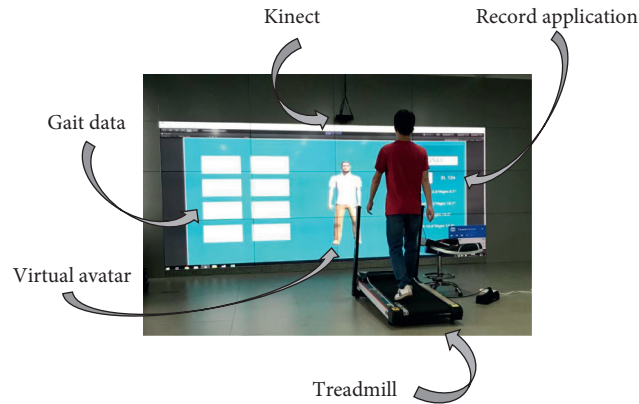 Kinect
Record application
Gait data
Virtual avatar
Treadmill